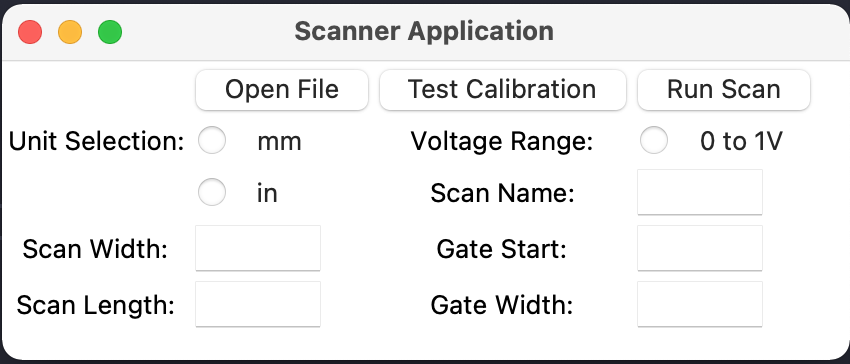 Scanner Application
Open File Test Calibration Run Scan
Unit Selection: mm Voltage Range: 0 to 1V
in Scan Name:
Scan Width: Gate Start:
Scan Length: Gate Width: